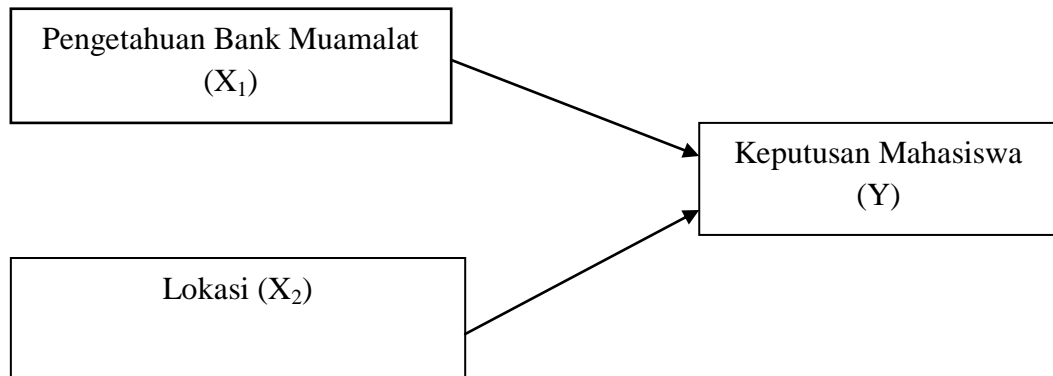 Pengetahuan Bank Muamalat
(X₁)
Keputusan Mahasiswa
(Y)
Lokasi (X₂)